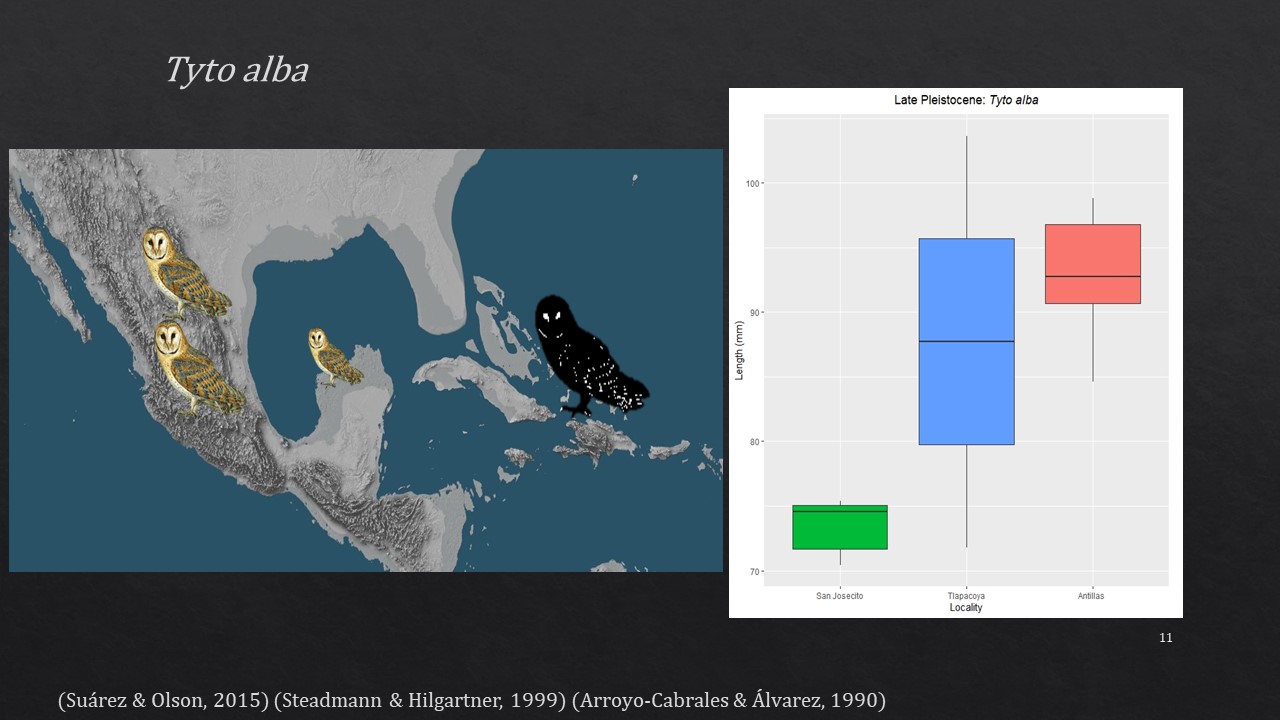 Tyto alba
Late Pleistocene: Tyto alba
Length (mm)
100
90
80
70
San Josecito Tlapacoya Antillas
Locality
11
(Suárez & Olson, 2015) (Steadmann & Hilgartner, 1999) (Arroyo-Cabrales & Álvarez, 1990)